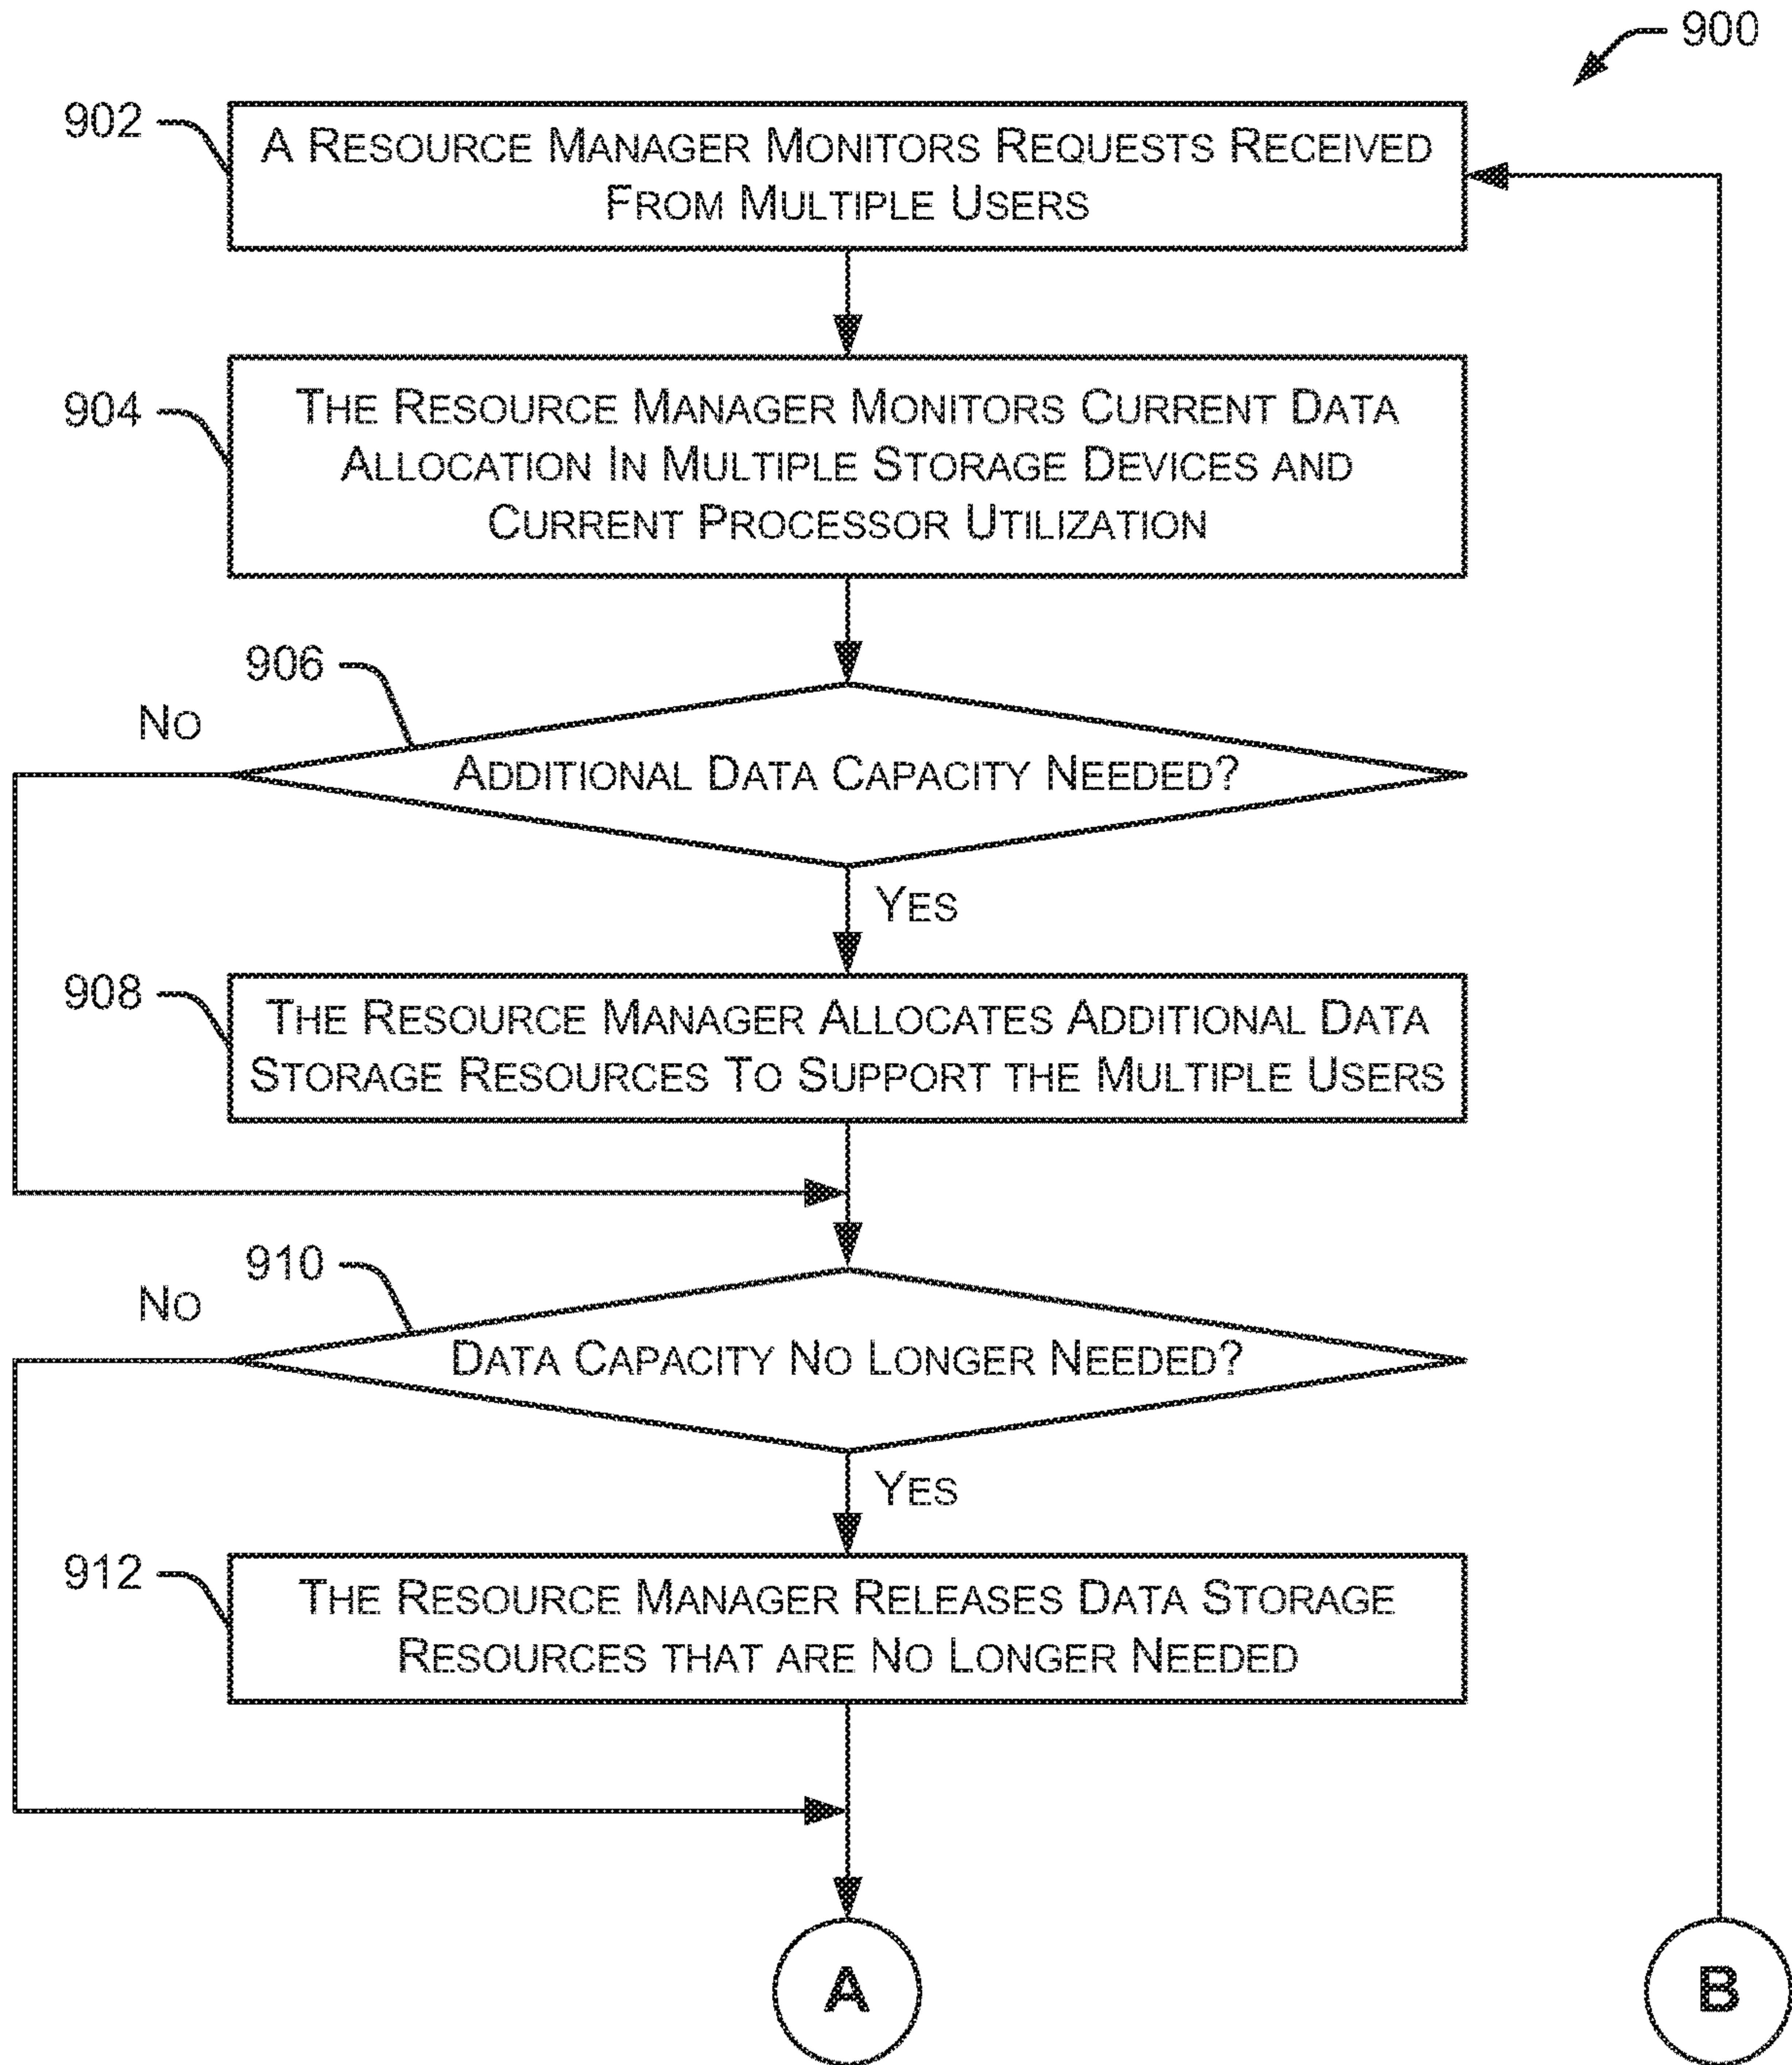 900
902
A RESOURCE MANAGER MONITORS REQUESTS RECEIVED
FROM MULTIPLE USERS
904
THE RESOURCE MANAGER MONITORS CURRENT DATA
ALLOCATION IN MULTIPLE STORAGE DEVICES AND
CURRENT PROCESSOR UTILIZATION
906
NO
ADDITIONAL DATA CAPACITY NEEDED?
YES
908
THE RESOURCE MANAGER ALLOCATES ADDITIONAL DATA
STORAGE RESOURCES TO SUPPORT THE MULTIPLE USERS
910
NO
DATA CAPACITY NO LONGER NEEDED?
YES
912
THE RESOURCE MANAGER RELEASES DATA STORAGE
RESOURCES THAT ARE NO LONGER NEEDED
A
B